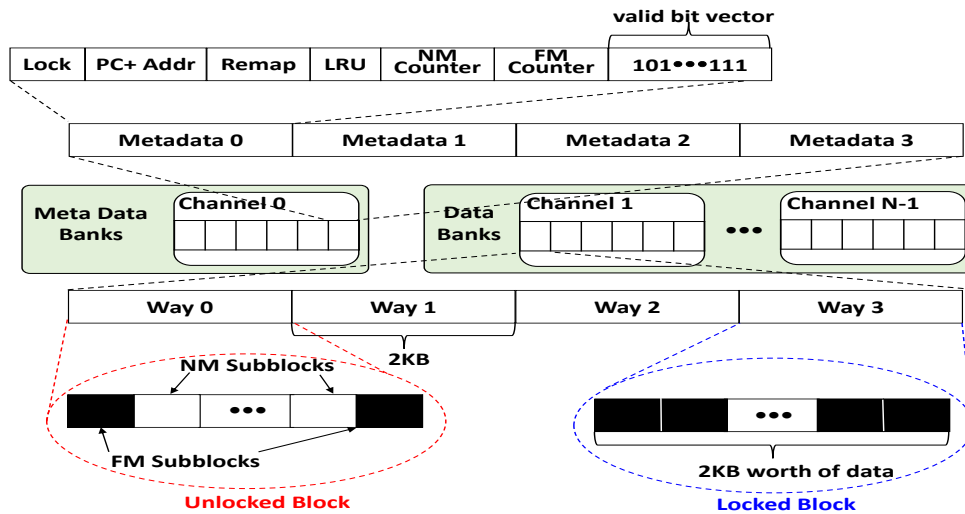 valid bit vector
Lock PC+ Addr Remap LRU NM Counter FM Counter 101•••111
Metadata 0 Metadata 1 Metadata 2 Metadata 3
Meta Data Banks
Channel 0
Data Banks
Channel 1
•••
Channel N-1
Way 0 Way 1 Way 2 Way 3
2KB
NM Subblocks
•••
FM Subblocks
Unlocked Block
•••
2KB worth of data
Locked Block